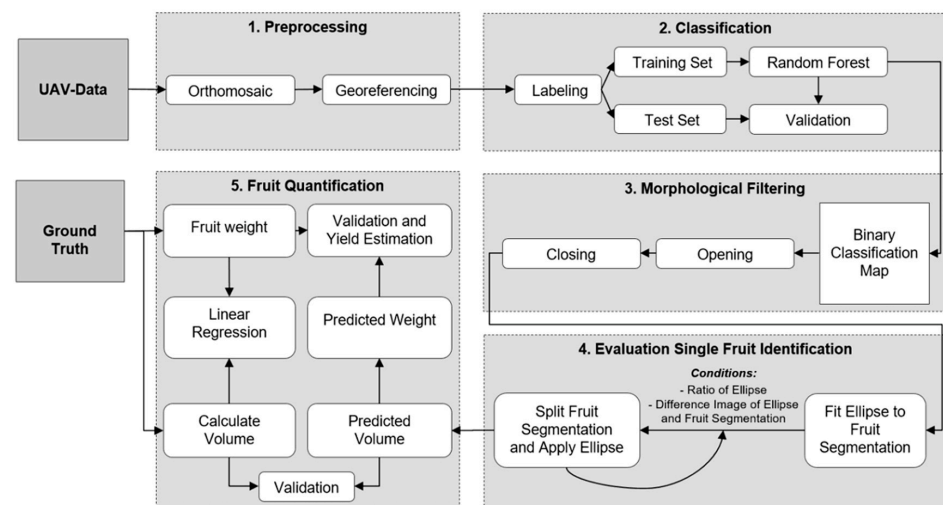 1. Preprocessing
UAV-Data
Orthomosaic
Georeferencing
2. Classification
Labeling
Training Set
Random Forest
Test Set
Validation
3. Morphological Filtering
Binary
Classification
Map
Opening
Closing
4. Evaluation Single Fruit Identification
Conditions:
- Ratio of Ellipse
- Difference Image of Ellipse
and Fruit Segmentation
Fit Ellipse to
Fruit
Segmentation
Split Fruit
Segmentation
and Apply Ellipse
5. Fruit Quantification
Ground
Truth
Fruit weight
Validation and
Yield Estimation
Linear
Regression
Predicted Weight
Calculate
Volume
Predicted
Volume
Validation